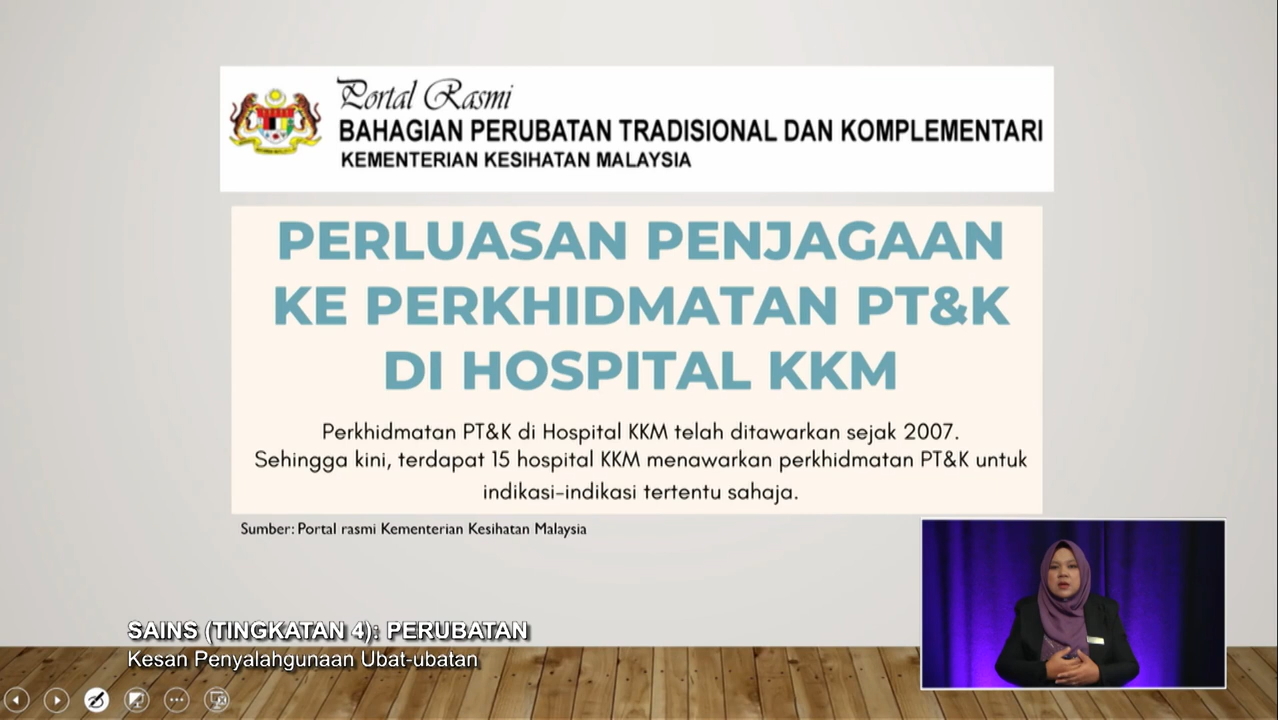 Portal Rasmi
BAHAGIAN PERUBATAN TRADISIONAL DAN KOMPLEMENTARI
KEMENTERIAN KESIHATAN MALAYSIA
PERLUASAN PENJAGAAN
KE PERKHIDMATAN PT&K
DI HOSPITAL KKM
Perkhidmatan PT&K di Hospital KKM telah ditawarkan sejak 2007.
Sehingga kini, terdapat 15 hospital KKM menawarkan perkhidmatan PT&K untuk
indikasi-indikasi tertentu sahaja.
Sumber: Portal rasmi Kementerian Kesihatan Malaysia
SAINS (TINGKATAN 4): PERUBATAN
Kesan Penyalahgunaan Ubat-ubatan